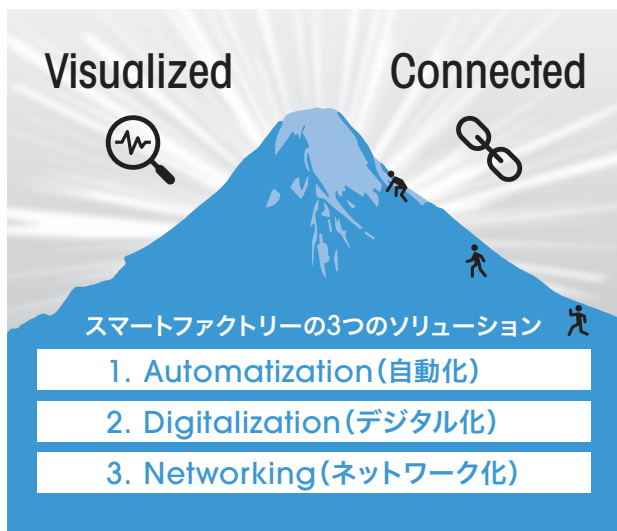 Visualized
Connected
スマートファクトリーの3つのソリューション
1. Automatization(自動化)
2. Digitalization(デジタル化)
3. Networking(ネットワーク化)